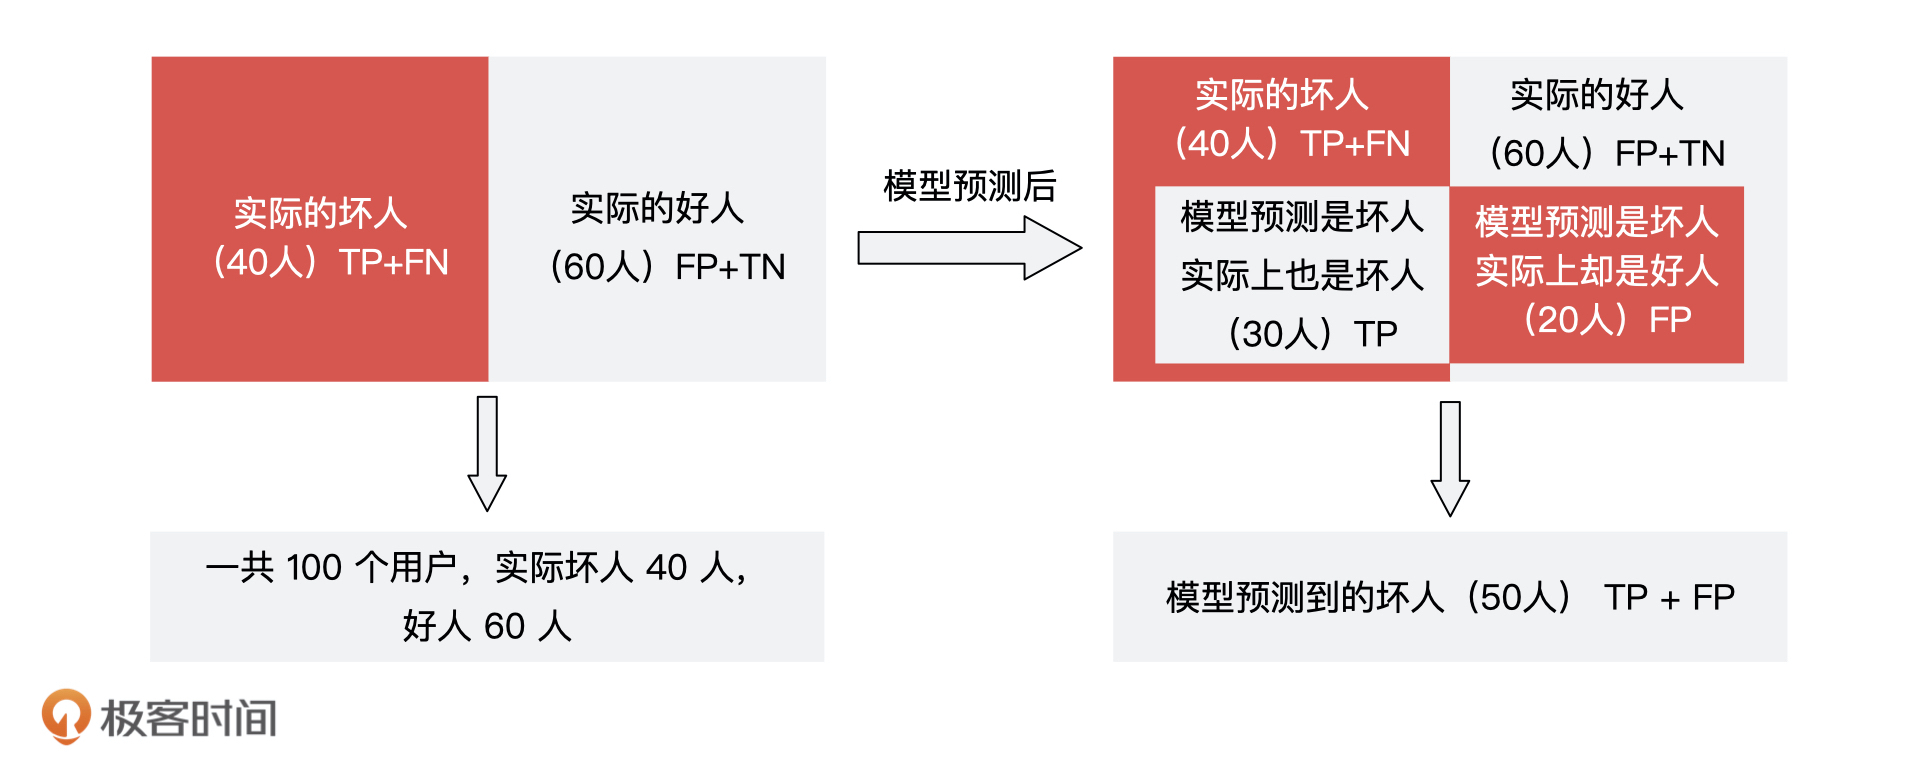 实际的坏人
（40人）TP+FN
实际的好人
（60人）FP+TN
模型预测后
实际的坏人
（40人）TP+FN
实际的好人
（60人）FP+TN
模型预测是坏人
实际上也是坏人
（30人）TP
模型预测是坏人
实际上却是好人
（20人）FP
一共 100 个用户，实际坏人 40 人，
好人 60 人
模型预测到的坏人（50人） TP + FP
极客时间